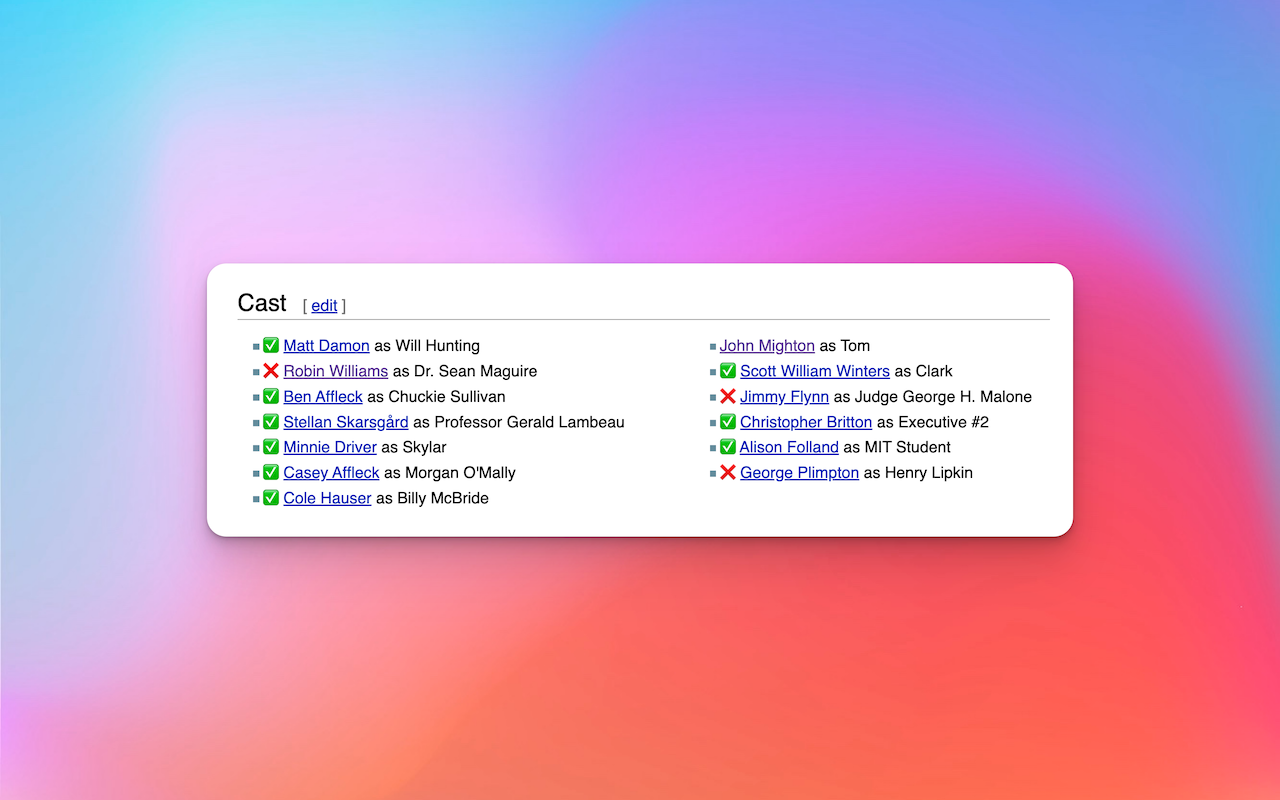 Cast [ edit ]
✅ Matt Damon as Will Hunting
❌ Robin Williams as Dr. Sean Maguire
✅ Ben Affleck as Chuckie Sullivan
✅ Stellan Skarsgård as Professor Gerald Lambeau
✅ Minnie Driver as Skylar
✅ Casey Affleck as Morgan O'Mally
✅ Cole Hauser as Billy McBride
John Mighton as Tom
✅ Scott William Winters as Clark
❌ Jimmy Flynn as Judge George H. Malone
✅ Christopher Britton as Executive #2
✅ Alison Folland as MIT Student
❌ George Plimpton as Henry Lipkin